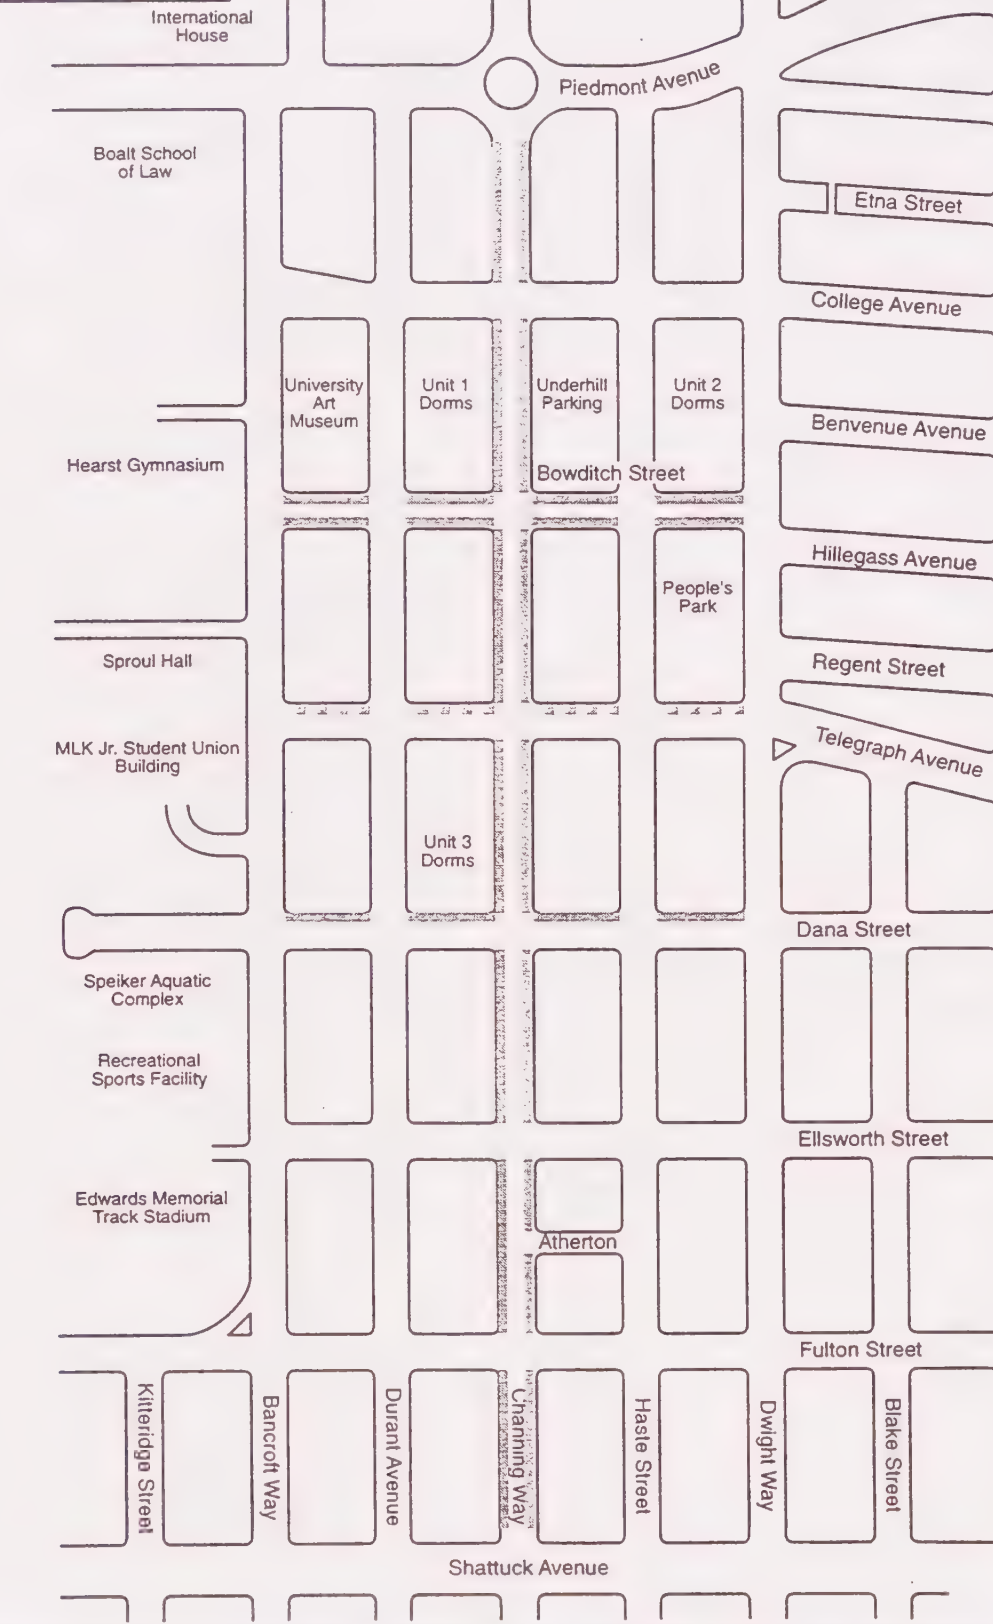 International
House
Piedmont Avenue
Boalt School
of Law
Etna Street
College Avenue
University
Art
Museum
Unit 1
Dorms
Underhill
Parking
Unit 2
Dorms
Benvenue Avenue
Hearst Gymnasium
Bowditch Street
Hillegass Avenue
People's
Park
Sproul Hall
Regent Street
MLK Jr. Student Union
Building
Telegraph Avenue
Unit 3
Dorms
Dana Street
Speiker Aquatic
Complex
Recreational
Sports Facility
Ellsworth Street
Edwards Memorial
Track Stadium
Atherton
Fulton Street
Kitteridge Street
Bancroft Way
Durant Avenue
Channing Way
Haste Street
Dwight Way
Blake Street
Shattuck Avenue